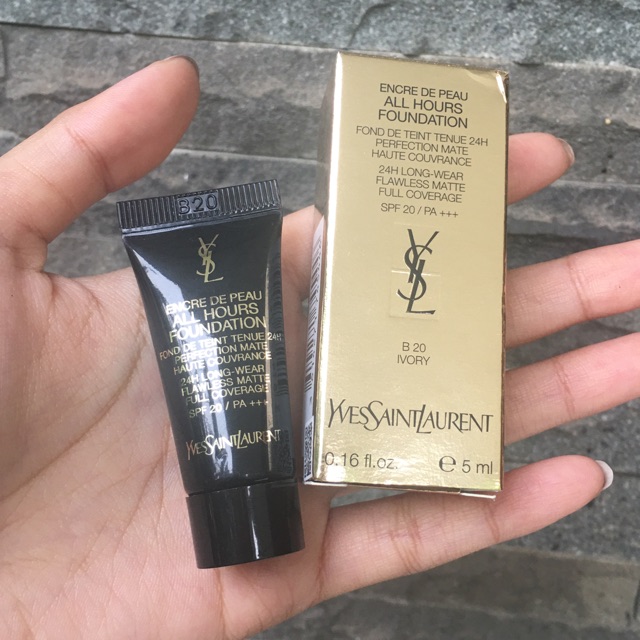 B20
YSL
ENCRE DE PEAU
ALL HOURS
FOUNDATION
FOND DE TEINT TENUE 24H
PERFECTION MATE
HAUTE COUVRANCE
24H LONG-WEAR
FLAWLESS MATTE
FULL COVERAGE
SPF 20 / PA +++
YVESSAINTLAURENT
ENCRE DE PEAU
ALL HOURS
FOUNDATION
FOND DE TEINT TENUE 24H
PERFECTION MATE
HAUTE COUVRANCE
24H LONG-WEAR
FLAWLESS MATTE
FULL COVERAGE
SPF 20 / PA +++
YSL
B 20
IVORY
YVESSAINTLAURENT
0.16 fl.oz. ℮ 5 ml